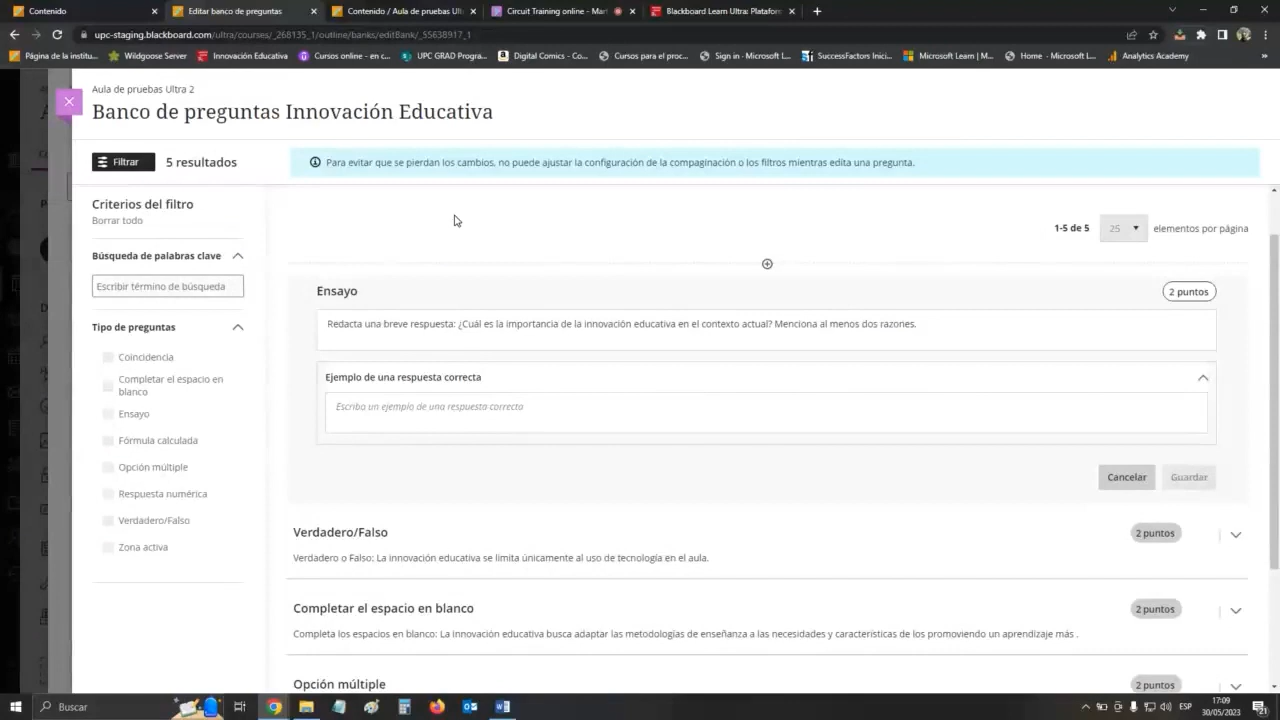 Contenido
Editar banco de preguntas
Contenido / Aula de pruebas Ult
Circuit Training online - Mar
Blackboard Learn Ultra: Platafor
upc-staging.blackboard.com/ultra/courses/_268135_1/outline/banks/editBank/_55638917_1
Página de la institu...
Wildgoose Server
Innovación Educativa
Cursos online - en c...
UPC GRAD Progra...
Digital Comics - Co...
Cursos para el proc...
Sign in - Microsoft L...
SuccessFactors Inici...
Microsoft Learn | M...
Home - Microsoft L...
Analytics Academy
Aula de pruebas Ultra 2
Banco de preguntas Innovación Educativa
Filtrar
5 resultados
Para evitar que se pierdan los cambios, no puede ajustar la configuración de la compaginación o los filtros mientras edita una pregunta.
Criterios del filtro
Borrar todo
Búsqueda de palabras clave
Escribir término de búsqueda
Tipo de preguntas
Coincidencia
Completar el espacio en
blanco
Ensayo
Fórmula calculada
Opción múltiple
Respuesta numérica
Verdadero/Falso
Zona activa
1-5 de 5
25
elementos por página
Ensayo
2 puntos
Redacta una breve respuesta: ¿Cuál es la importancia de la innovación educativa en el contexto actual? Menciona al menos dos razones.
Ejemplo de una respuesta correcta
Escriba un ejemplo de una respuesta correcta
Cancelar
Guardar
Verdadero/Falso
2 puntos
Verdadero o Falso: La innovación educativa se limita únicamente al uso de tecnología en el aula.
Completar el espacio en blanco
2 puntos
Completa los espacios en blanco: La innovación educativa busca adaptar las metodologías de enseñanza a las necesidades y características de los promoviendo un aprendizaje más .
Opción múltiple
2 puntos
Buscar
ESP
17:09
30/05/2023
21